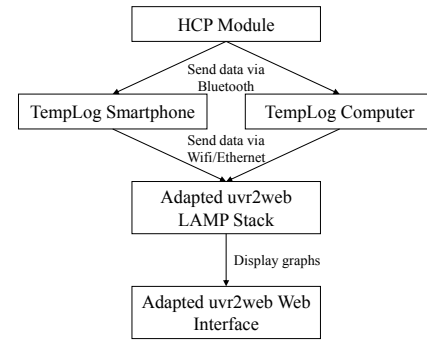 HCP Module
Send data via
Bluetooth
TempLog Smartphone
TempLog Computer
Send data via
Wifi/Ethernet
Adapted uvr2web
LAMP Stack
Display graphs
Adapted uvr2web Web
Interface